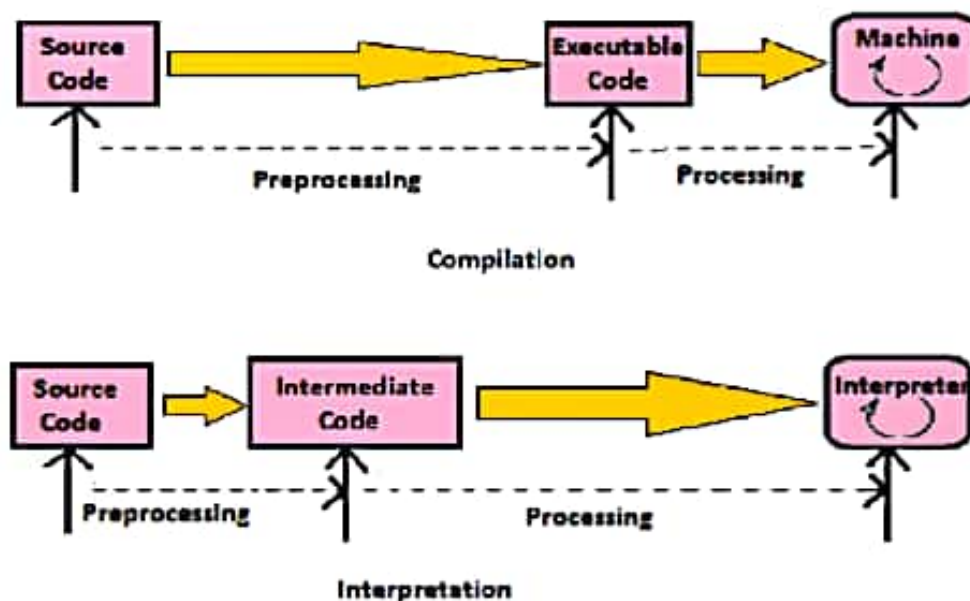 Source
Code
Executable
Code
Machine
Preprocessing
Processing
Compilation
Source
Code
Intermediate
Code
Interpreter
Preprocessing
Processing
Interpretation